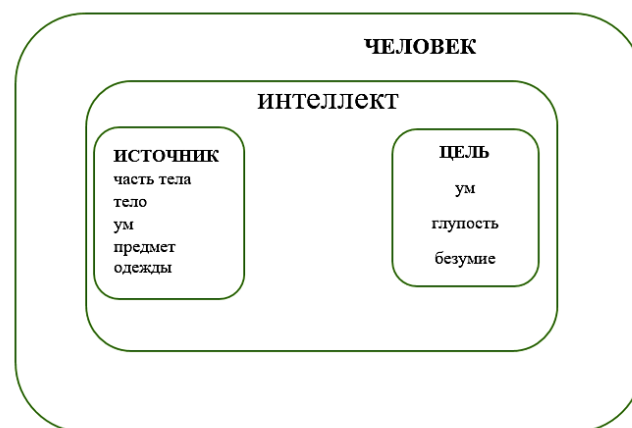 ЧЕЛОВЕК
интеллект
ИСТОЧНИК
часть тела
тело
ум
предмет
одежды
ЦЕЛЬ
ум
глупость
безумие